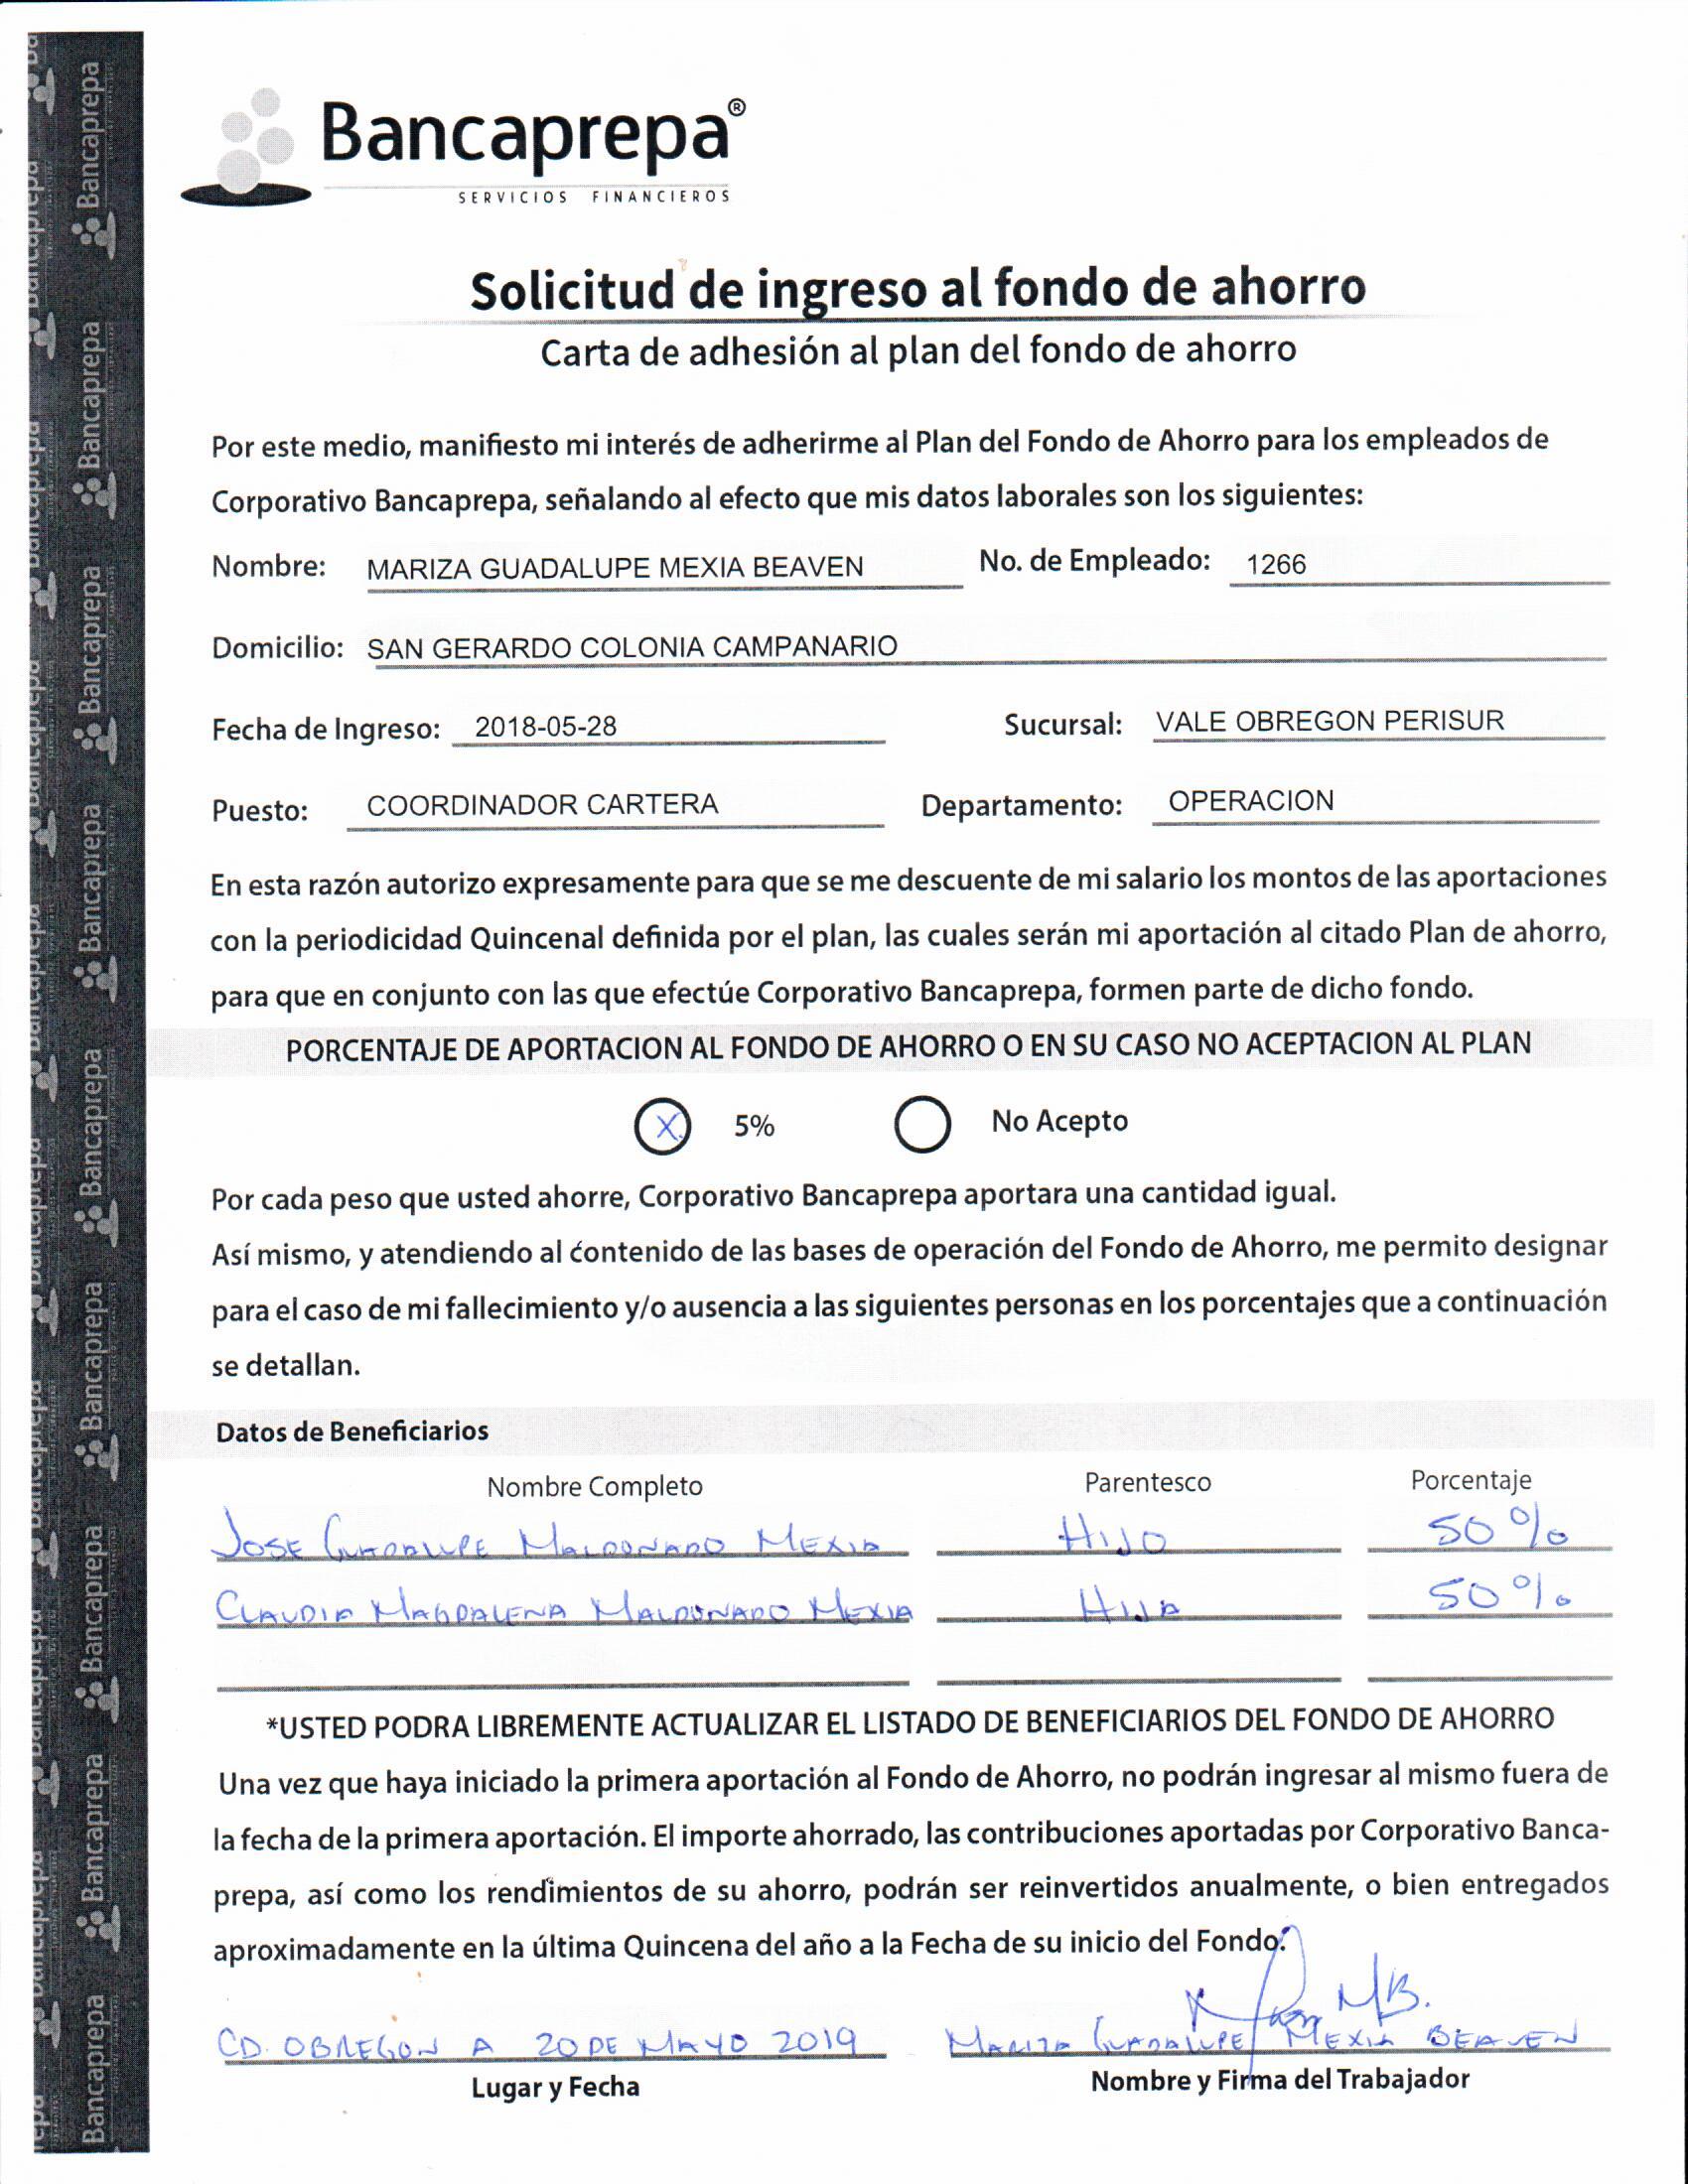 Bancaprepa®
SERVICIOS FINANCIEROS
Solicitud de ingreso al fondo de ahorro
Carta de adhesión al plan del fondo de ahorro
Por este medio, manifiesto mi interés de adherirme al Plan del Fondo de Ahorro para los empleados de
Corporativo Bancaprepa, señalando al efecto que mis datos laborales son los siguientes:
Nombre: MARIZA GUADALUPE MEXIA BEAVEN No. de Empleado: 1266
Domicilio: SAN GERARDO COLONIA CAMPANARIO
Fecha de Ingreso: 2018-05-28 Sucursal: VALE OBREGON PERISUR
Puesto: COORDINADOR CARTERA Departamento: OPERACION
En esta razón autorizo expresamente para que se me descuente de mi salario los montos de las aportaciones
con la periodicidad Quincenal definida por el plan, las cuales serán mi aportación al citado Plan de ahorro,
para que en conjunto con las que efectúe Corporativo Bancaprepa, formen parte de dicho fondo.
PORCENTAJE DE APORTACION AL FONDO DE AHORRO O EN SU CASO NO ACEPTACION AL PLAN
X 5% No Acepto
Por cada peso que usted ahorre, Corporativo Bancaprepa aportara una cantidad igual.
Así mismo, y atendiendo al contenido de las bases de operación del Fondo de Ahorro, me permito designar
para el caso de mi fallecimiento y/o ausencia a las siguientes personas en los porcentajes que a continuación
se detallan.
Datos de Beneficiarios
Nombre Completo Parentesco Porcentaje
JOSE GUADALUPE MALDONADO MEXIA HIJO 50%
CLAUDIA MAGDALENA MALDONADO MEXIA HIJA 50%
*USTED PODRA LIBREMENTE ACTUALIZAR EL LISTADO DE BENEFICIARIOS DEL FONDO DE AHORRO
Una vez que haya iniciado la primera aportación al Fondo de Ahorro, no podrán ingresar al mismo fuera de
la fecha de la primera aportación. El importe ahorrado, las contribuciones aportadas por Corporativo Banca-
prepa, así como los rendimientos de su ahorro, podrán ser reinvertidos anualmente, o bien entregados
aproximadamente en la última Quincena del año a la Fecha de su inicio del Fondo.
CD. OBREGON A 20 DE MAYO 2019 MARIZA GUADALUPE MEXIA BEAVEN
Lugar y Fecha Nombre y Firma del Trabajador